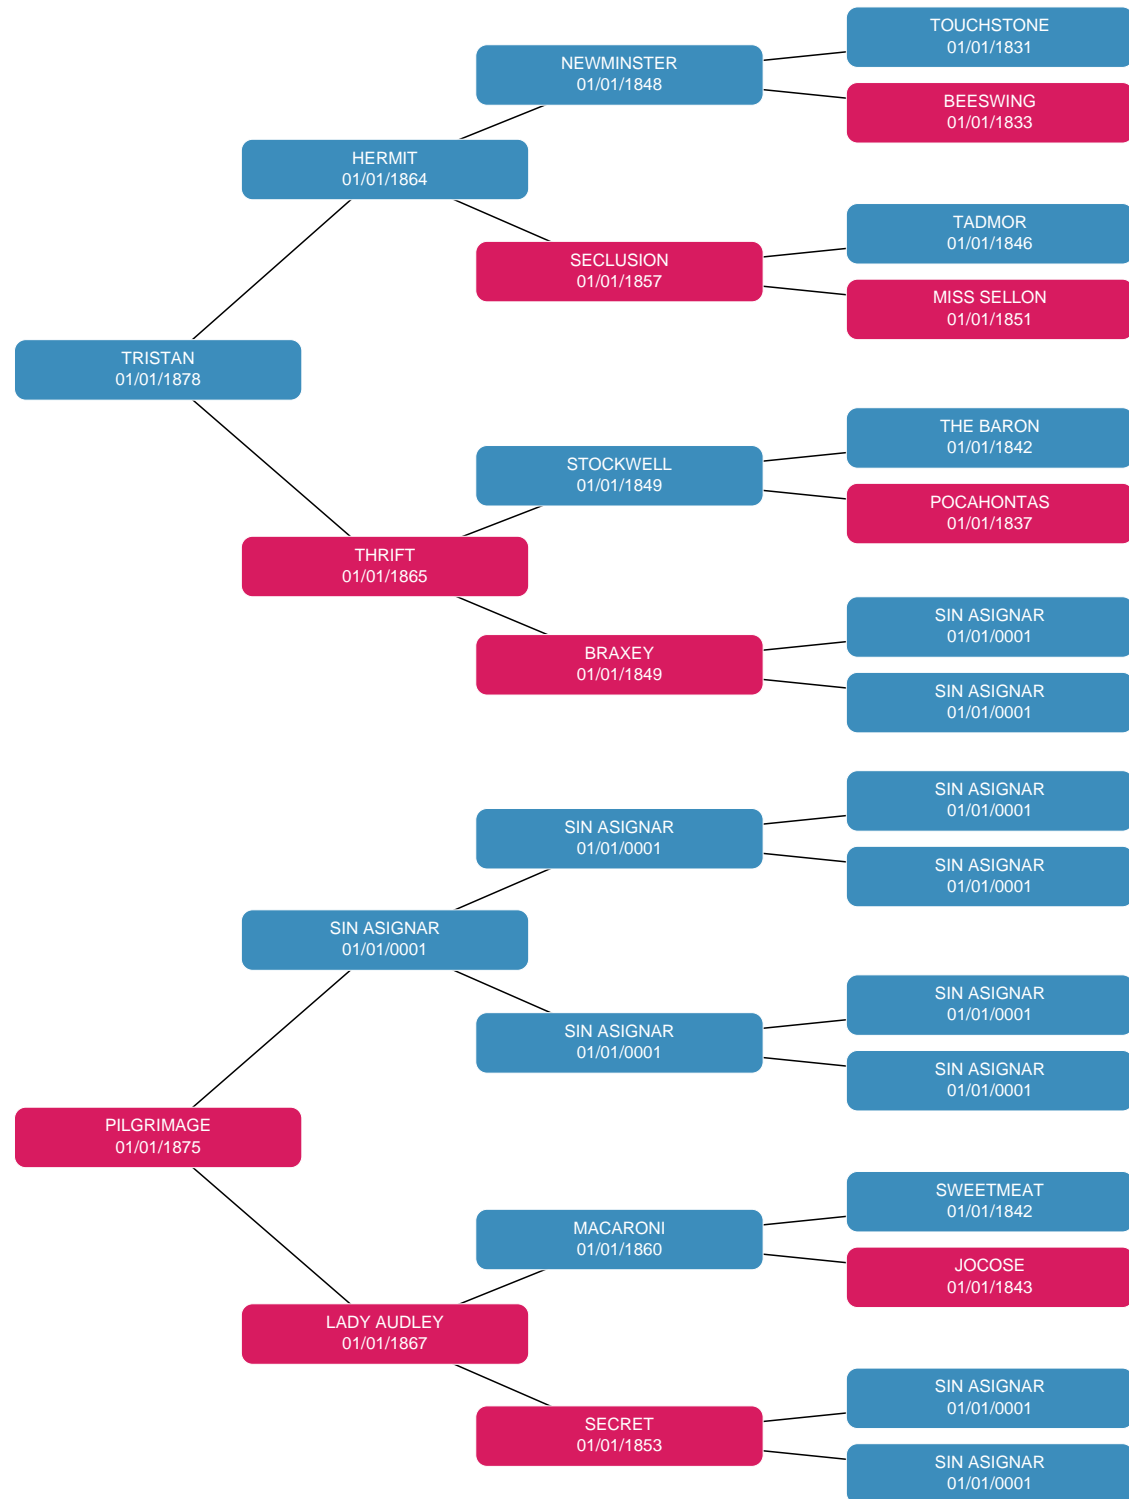 TOUCHSTONE
01/01/1831
NEWMINSTER
01/01/1848
BEESWING
01/01/1833
HERMIT
01/01/1864
TADMOR
01/01/1846
SECLUSION
01/01/1857
MISS SELLON
01/01/1851
TRISTAN
01/01/1878
THE BARON
01/01/1842
STOCKWELL
01/01/1849
POCAHONTAS
01/01/1837
THRIFT
01/01/1865
SIN ASIGNAR
01/01/0001
BRAXEY
01/01/1849
SIN ASIGNAR
01/01/0001
SIN ASIGNAR
01/01/0001
SIN ASIGNAR
01/01/0001
SIN ASIGNAR
01/01/0001
SIN ASIGNAR
01/01/0001
SIN ASIGNAR
01/01/0001
SIN ASIGNAR
01/01/0001
SIN ASIGNAR
01/01/0001
PILGRIMAGE
01/01/1875
SWEETMEAT
01/01/1842
MACARONI
01/01/1860
JOCOSE
01/01/1843
LADY AUDLEY
01/01/1867
SIN ASIGNAR
01/01/0001
SECRET
01/01/1853
SIN ASIGNAR
01/01/0001